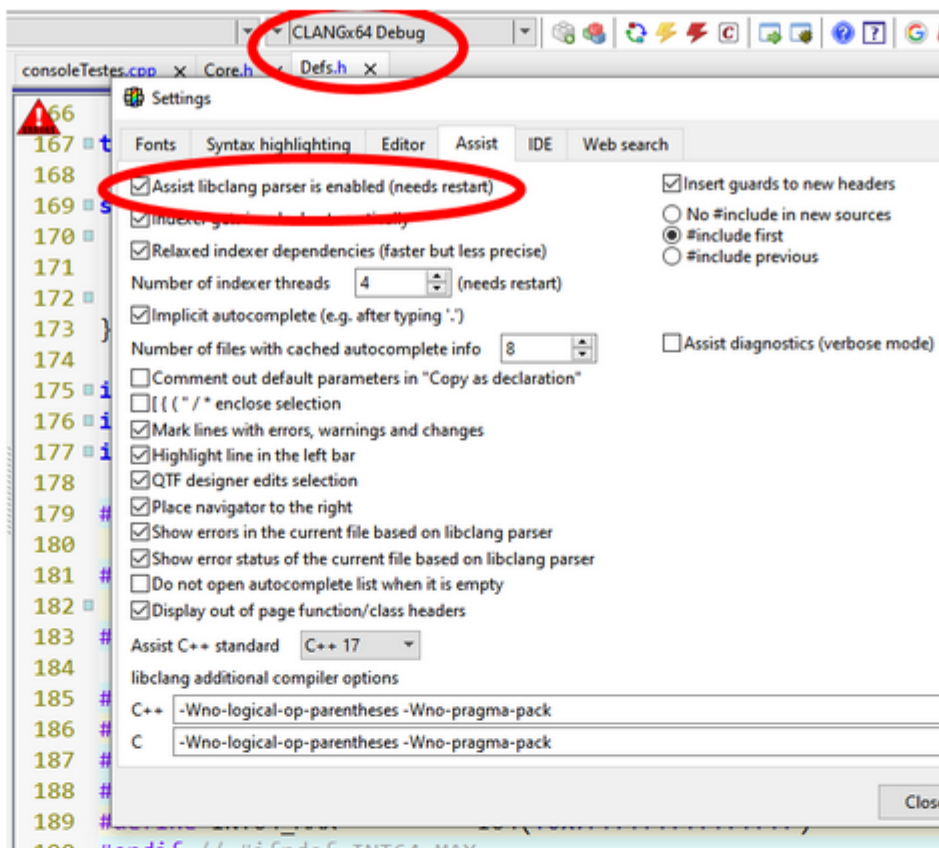 CLANGx64 Debug
consoleTestes.cpp x Core.h Defs.h x
Settings
Fonts Syntax highlighting Editor Assist IDE Web search
Assist libclang parser is enabled (needs restart)
Insert guards to new headers
No #include in new sources
#include first
#include previous
Relaxed indexer dependencies (faster but less precise)
Number of indexer threads 4 (needs restart)
Implicit autocomplete (e.g. after typing '.')
Number of files with cached autocomplete info 8
Assist diagnostics (verbose mode)
Comment out default parameters in "Copy as declaration"
[ { ( " / * enclose selection
Mark lines with errors, warnings and changes
Highlight line in the left bar
QTF designer edits selection
Place navigator to the right
Show errors in the current file based on libclang parser
Show error status of the current file based on libclang parser
Do not open autocomplete list when it is empty
Display out of page function/class headers
Assist C++ standard C++ 17
libclang additional compiler options
C++ -Wno-logical-op-parentheses -Wno-pragma-pack
C -Wno-logical-op-parentheses -Wno-pragma-pack
Close
66
167 t
168
169 s
170
171
172
173 }
174
175 i
176 i
177 i
178
179 #
180
181 #
182
183 #
184
185 #
186 #
187 #
188 #
189